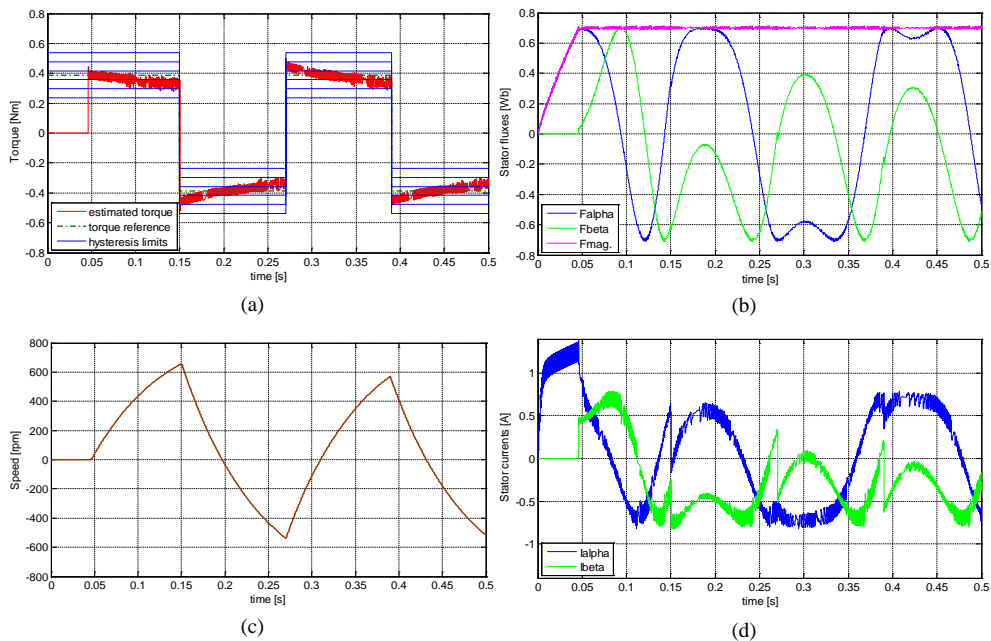 (a)
0.8
0.6
0.4
0.2
0
-0.2
-0.4
-0.6
-0.8
Torque [Nm]
estimated torque
torque reference
hysteresis limits
0 0.05 0.1 0.15 0.2 0.25 0.3 0.35 0.4 0.45 0.5
time [s]
(a)
0.8
0.6
0.4
0.2
0
-0.2
-0.4
-0.6
-0.8
Stator fluxes [Wb]
Falpha
Fbeta
Fmag.
0 0.05 0.1 0.15 0.2 0.25 0.3 0.35 0.4 0.45 0.5
time [s]
(b)
800
600
400
200
0
-200
-400
-600
-800
Speed [rpm]
0 0.05 0.1 0.15 0.2 0.25 0.3 0.35 0.4 0.45 0.5
time [s]
(c)
1
0.5
0
-0.5
-1
Stator currents [A]
Ialpha
Ibeta
0 0.05 0.1 0.15 0.2 0.25 0.3 0.35 0.4 0.45 0.5
time [s]
(d)